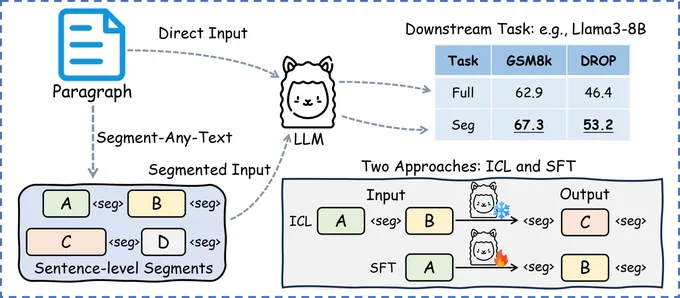 Direct Input
Paragraph
Segment-Any-Text
Segmented Input
LLM
A <seg> B <seg>
C <seg> D <seg>
Sentence-level Segments
Downstream Task: e.g., Llama3-8B
Task GSM8k DROP
Full 62.9 46.4
Seg 67.3 53.2
Two Approaches: ICL and SFT
Input Output
ICL A <seg> B <seg> C <seg>
SFT A <seg> B <seg>